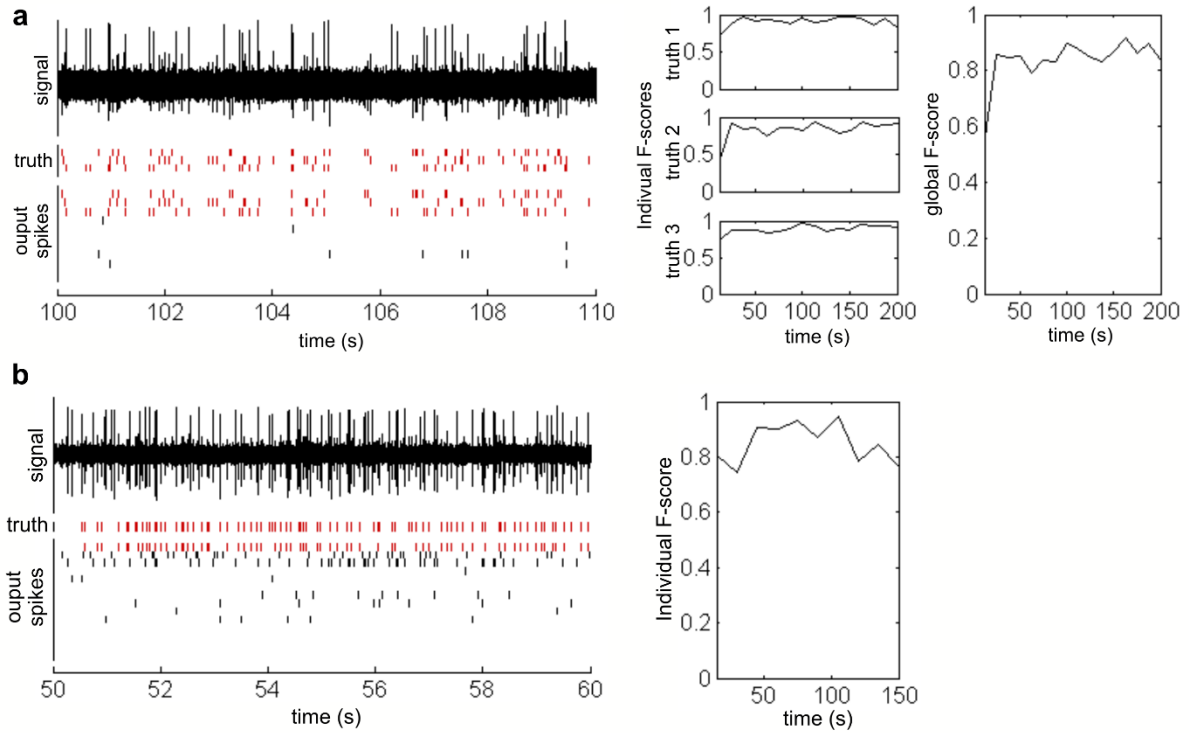 a
signal
truth
ouput
spikes
100 102 104 106 108 110
time (s)
Indivual F-scores
truth 1
1
0.5
0
truth 2
1
0.5
0
truth 3
1
0.5
0
50 100 150 200
time (s)
global F-score
1
0.8
0.6
0.4
0.2
0
50 100 150 200
time (s)
b
signal
truth
ouput
spikes
50 52 54 56 58 60
time (s)
Individual F-score
1
0.8
0.6
0.4
0.2
0
50 100 150
time (s)